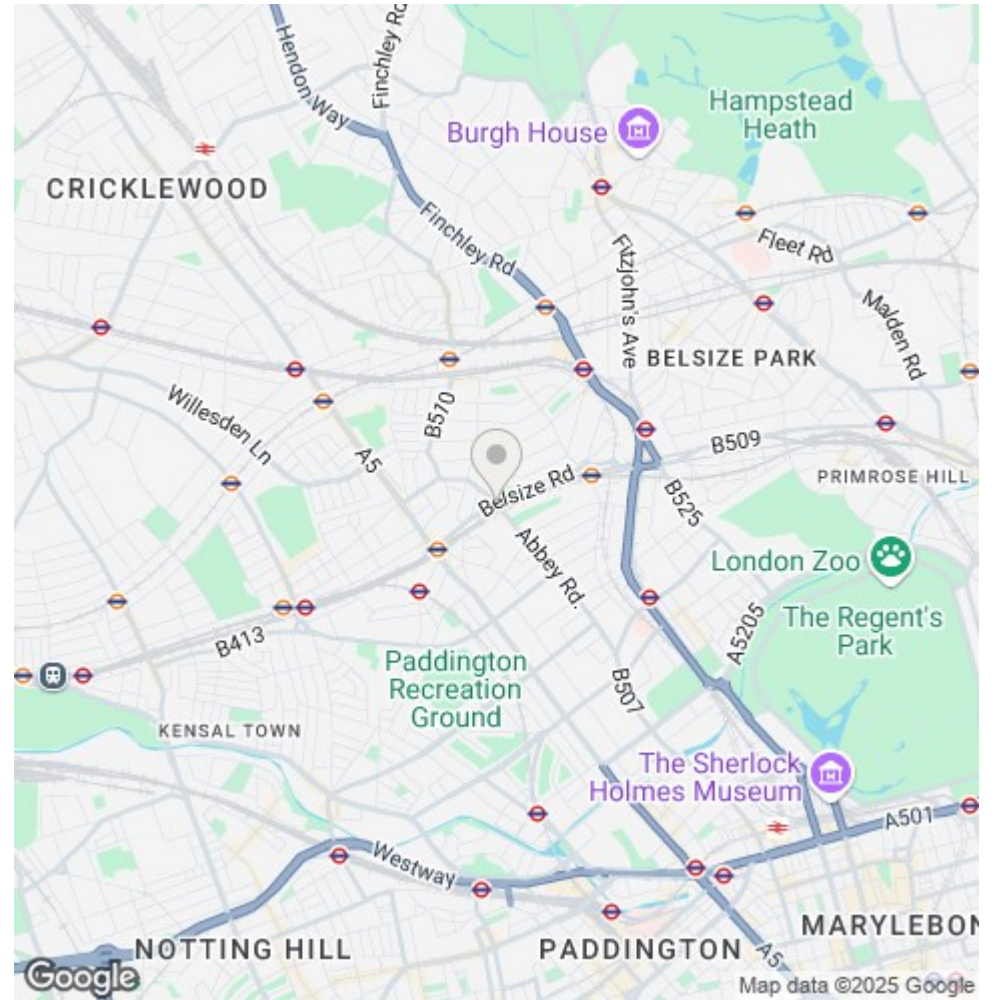 Hendon Way
Finchley Rd
Burgh House
Hampstead
Heath
CRICKLEWOOD
Finchley Rd
Fitzjohn's Ave
Fleet Rd
Malden Rd
BELSIZE PARK
Willesden Ln
B510
A5
B509
PRIMROSE HILL
Belsize Rd
B525
Abbey Rd.
London Zoo
The Regent's
Park
A5205
B413
Paddington
Recreation
Ground
B507
KENSAL TOWN
The Sherlock
Holmes Museum
A501
Westway
MARYLEBON
NOTTING HILL
PADDINGTON
A5
Google
Map data ©2025 Google